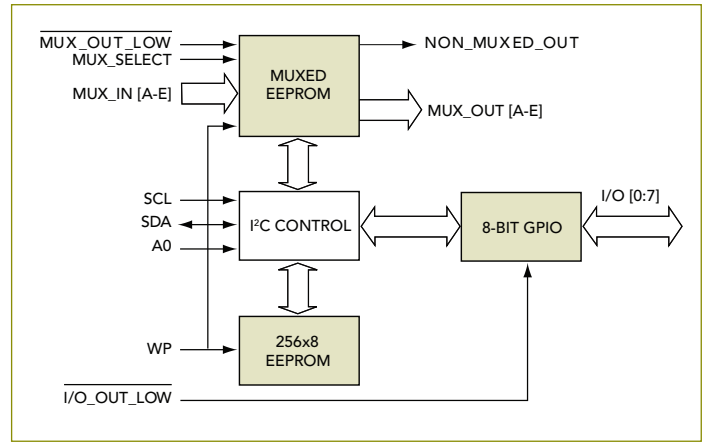 MUX_OUT_LOW
MUX_SELECT
MUX_IN [A-E]
MUXED
EEPROM
NON_MUXED_OUT
MUX_OUT [A-E]
SCL
SDA
A0
I²C CONTROL
8-BIT GPIO
I/O [0:7]
WP
256x8
EEPROM
I/O_OUT_LOW